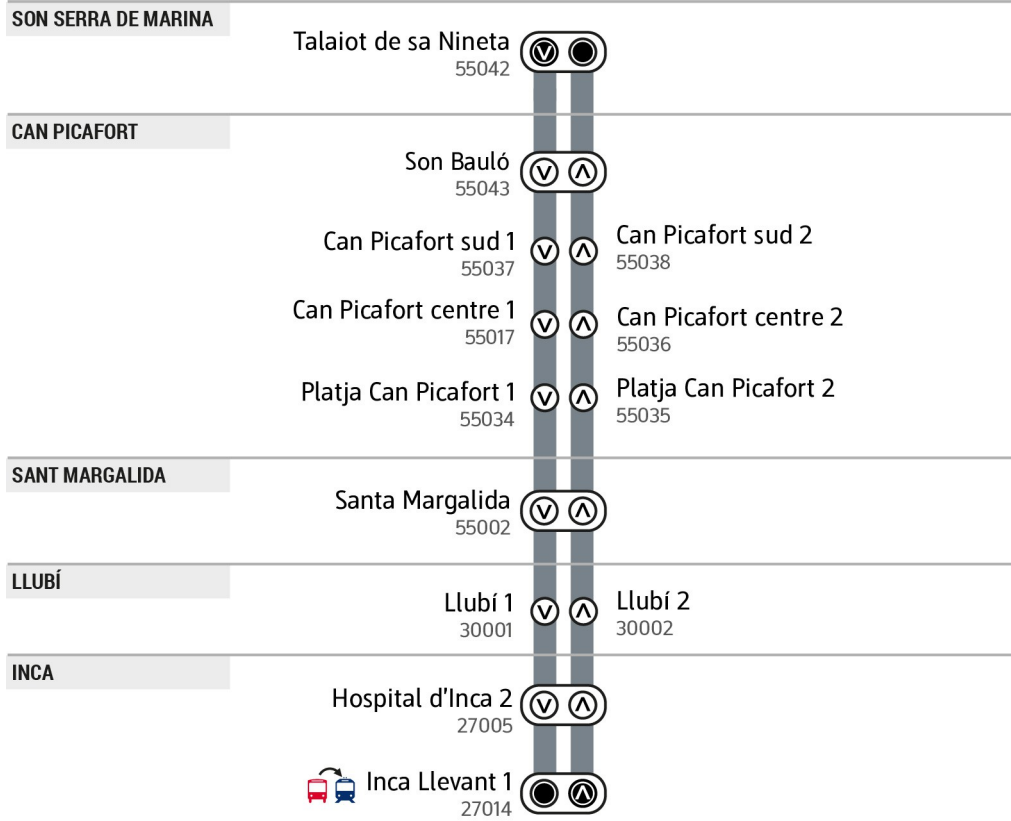 SON SERRA DE MARINA
Talaiot de sa Nineta
55042
CAN PICAFORT
Son Bauló
55043
Can Picafort sud 1
55037
Can Picafort sud 2
55038
Can Picafort centre 1
55017
Can Picafort centre 2
55036
Platja Can Picafort 1
55034
Platja Can Picafort 2
55035
SANT MARGALIDA
Santa Margalida
55002
LLUBÍ
Llubí 1
30001
Llubí 2
30002
INCA
Hospital d'Inca 2
27005
Inca Llevant 1
27014